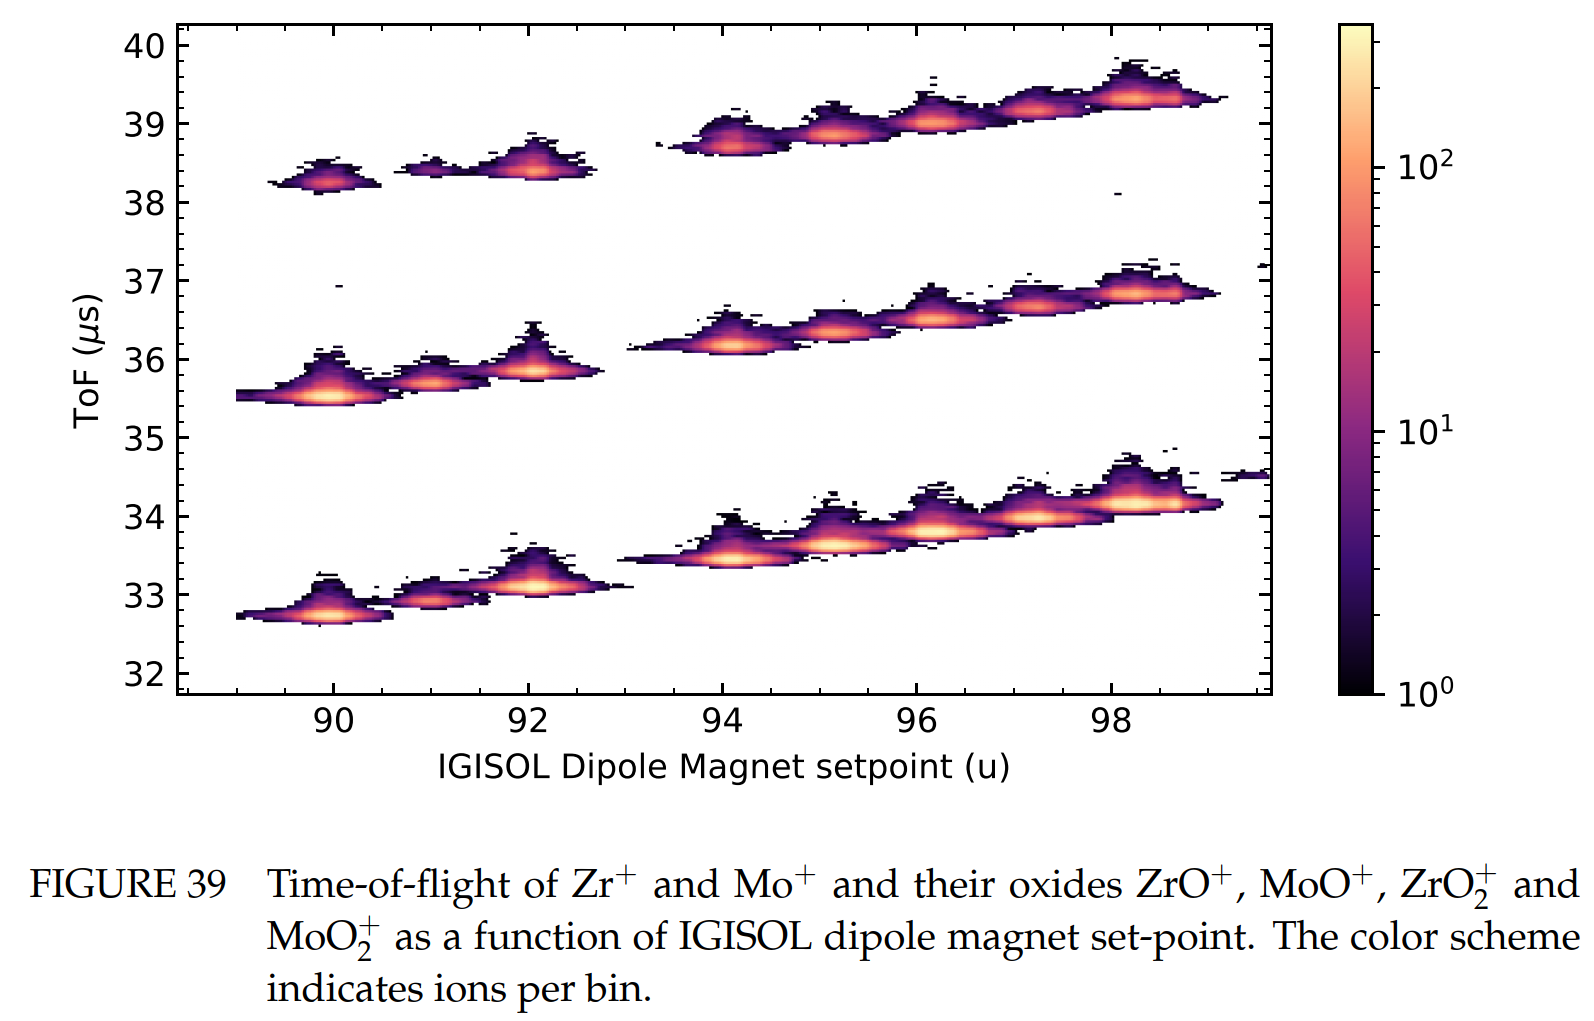 40
39
38
37
36
35
34
33
32
ToF (μs)
90 92 94 96 98
IGISOL Dipole Magnet setpoint (u)
10²
10¹
10⁰
FIGURE 39 Time-of-flight of Zr⁺ and Mo⁺ and their oxides ZrO⁺, MoO⁺, ZrO₂⁺ and
MoO₂⁺ as a function of IGISOL dipole magnet set-point. The color scheme
indicates ions per bin.